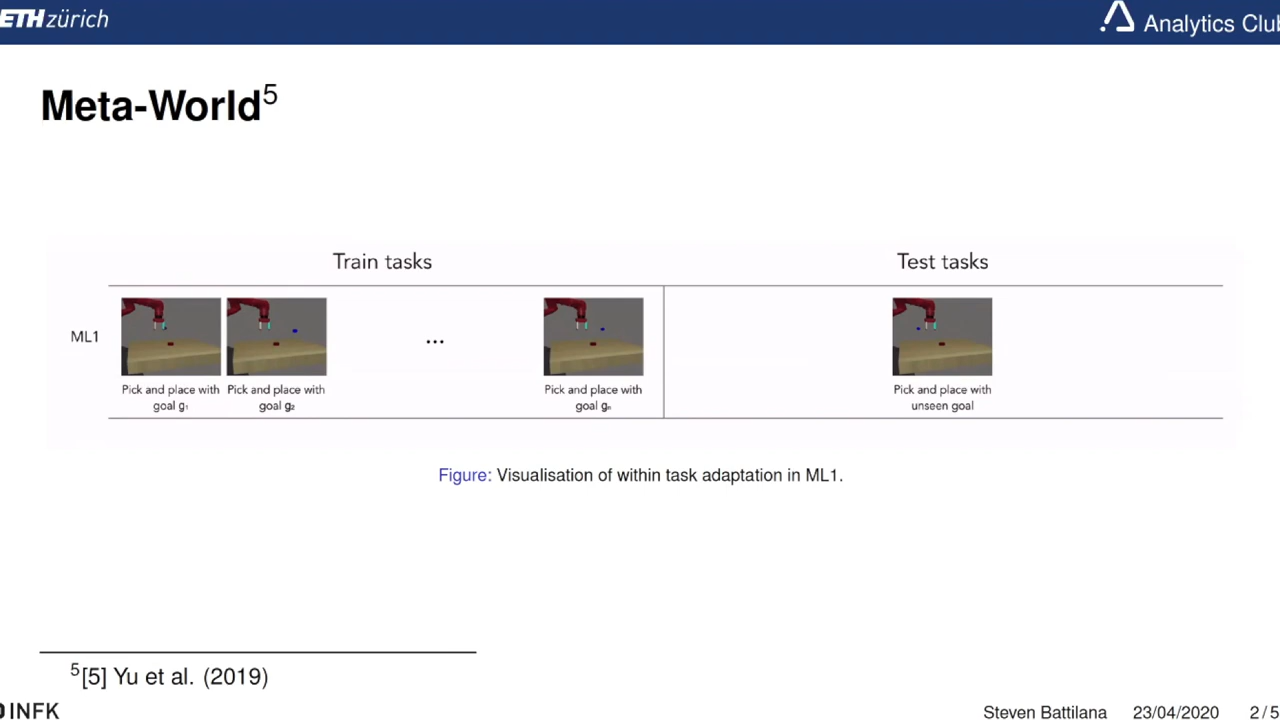 ETH zürich
Analytics Clu
Meta-World⁵
Train tasks
Test tasks
ML1
Pick and place with goal g₁
Pick and place with goal g₂
...
Pick and place with goal gₙ
Pick and place with unseen goal
Figure: Visualisation of within task adaptation in ML1.
⁵[5] Yu et al. (2019)
INFK
Steven Battilana 23/04/2020 2/5